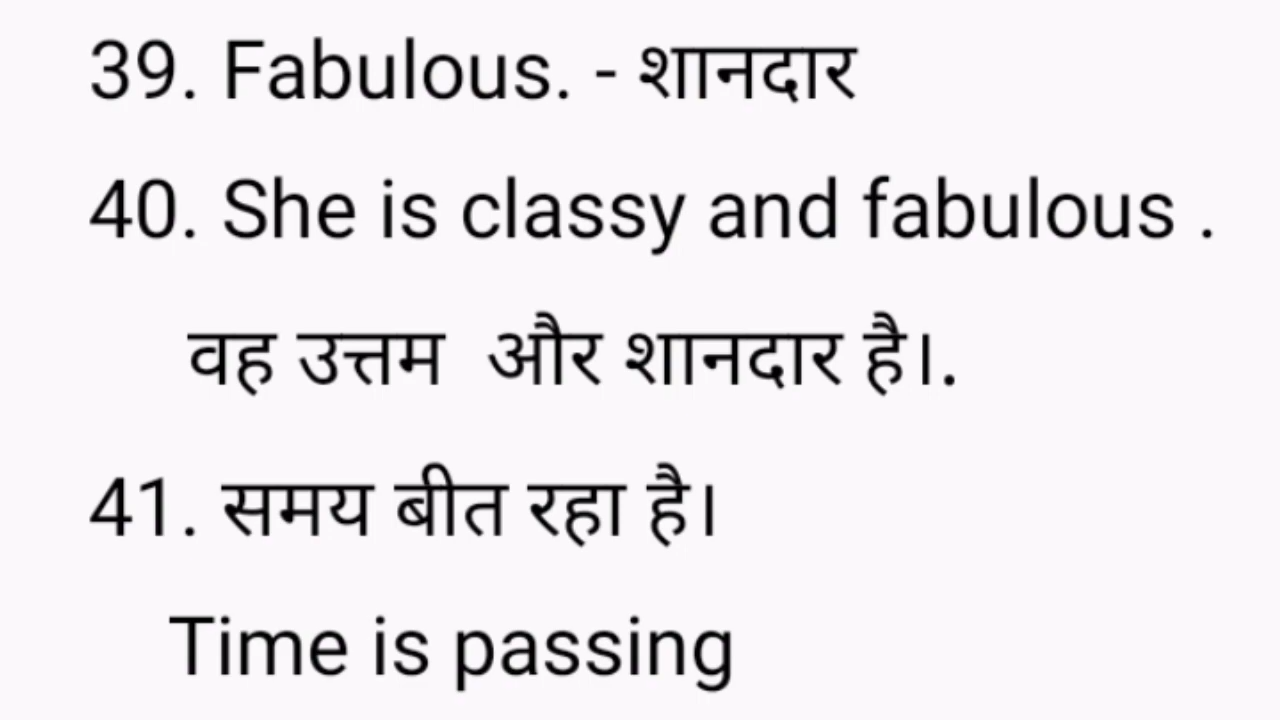 39. Fabulous. - शानदार
40. She is classy and fabulous .
वह उत्तम और शानदार है।.
41. समय बीत रहा है।
Time is passing